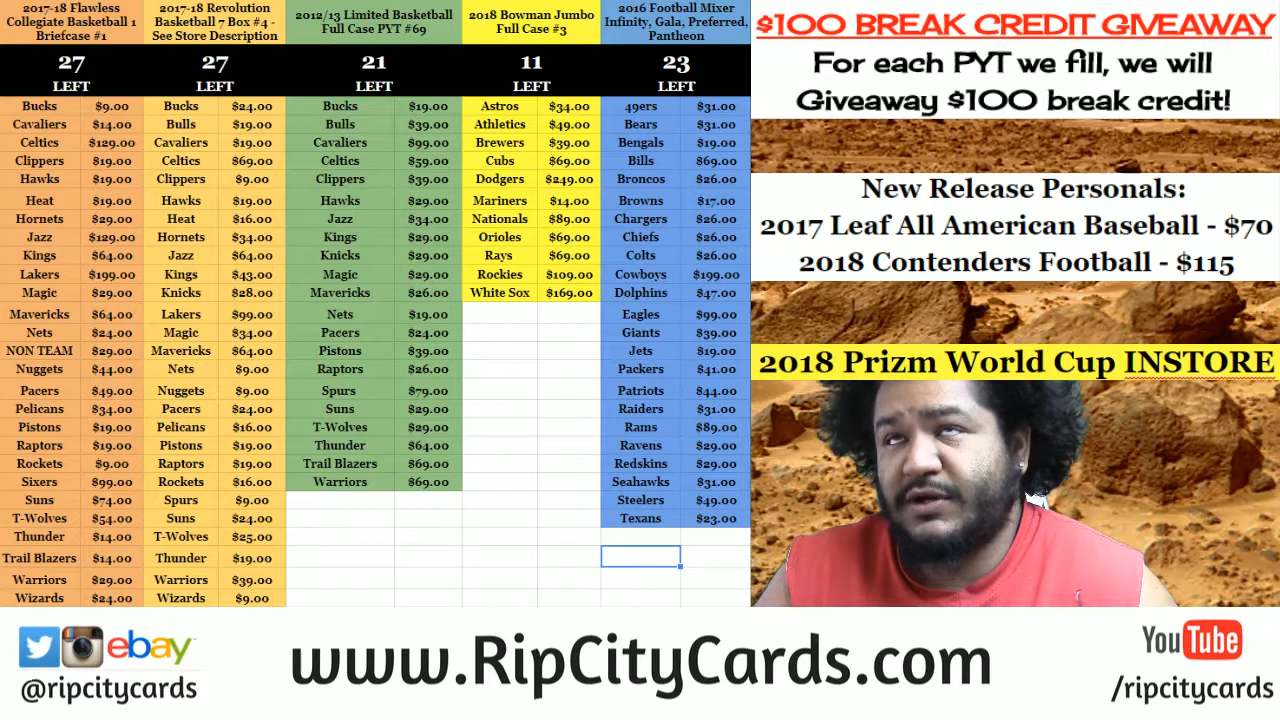 2017-18 Flawless
Collegiate Basketball 1
Briefcase #1
27
LEFT
Bucks $9.00
Cavaliers $14.00
Celtics $129.00
Clippers $19.00
Hawks $19.00
Heat $19.00
Hornets $29.00
Jazz $129.00
Kings $64.00
Lakers $199.00
Magic $29.00
Mavericks $64.00
Nets $24.00
NON TEAM $29.00
Nuggets $44.00
Pacers $49.00
Pelicans $34.00
Pistons $19.00
Raptors $19.00
Rockets $9.00
Sixers $99.00
Suns $74.00
T-Wolves $54.00
Thunder $14.00
Trail Blazers $14.00
Warriors $29.00
Wizards $24.00
2017-18 Revolution
Basketball 7 Box #4 -
See Store Description
27
LEFT
Bucks $24.00
Bulls $19.00
Cavaliers $19.00
Celtics $69.00
Clippers $9.00
Hawks $19.00
Heat $16.00
Hornets $34.00
Jazz $64.00
Kings $43.00
Knicks $28.00
Lakers $99.00
Magic $34.00
Mavericks $64.00
Nets $9.00
Nuggets $9.00
Pacers $24.00
Pelicans $16.00
Pistons $19.00
Raptors $19.00
Rockets $16.00
Spurs $9.00
Suns $24.00
T-Wolves $25.00
Thunder $19.00
Warriors $39.00
Wizards $9.00
2012/13 Limited Basketball
Full Case PYT #69
21
LEFT
Bucks $19.00
Bulls $39.00
Cavaliers $99.00
Celtics $59.00
Clippers $39.00
Hawks $29.00
Jazz $34.00
Kings $29.00
Knicks $29.00
Magic $29.00
Mavericks $26.00
Nets $19.00
Pacers $24.00
Pistons $39.00
Raptors $26.00
Spurs $79.00
Suns $29.00
T-Wolves $29.00
Thunder $64.00
Trail Blazers $69.00
Warriors $69.00
2018 Bowman Jumbo
Full Case #3
11
LEFT
Astros $34.00
Athletics $49.00
Brewers $39.00
Cubs $69.00
Dodgers $249.00
Mariners $14.00
Nationals $89.00
Orioles $69.00
Rays $69.00
Rockies $109.00
White Sox $169.00
2016 Football Mixer
Infinity, Gala, Preferred,
Pantheon
23
LEFT
49ers $31.00
Bears $31.00
Bengals $19.00
Bills $69.00
Broncos $26.00
Browns $17.00
Chargers $26.00
Chiefs $26.00
Colts $26.00
Cowboys $199.00
Dolphins $47.00
Eagles $99.00
Giants $39.00
Jets $19.00
Packers $41.00
Patriots $44.00
Raiders $31.00
Rams $89.00
Ravens $29.00
Redskins $29.00
Seahawks $31.00
Steelers $49.00
Texans $23.00
$100 BREAK CREDIT GIVEAWAY
For each PYT we fill, we will
Giveaway $100 break credit!
New Release Personals:
2017 Leaf All American Baseball - $70
2018 Contenders Football - $115
2018 Prizm World Cup INSTORE
ebay
@ripcitycards
www.RipCityCards.com
YouTube
/ripcitycards